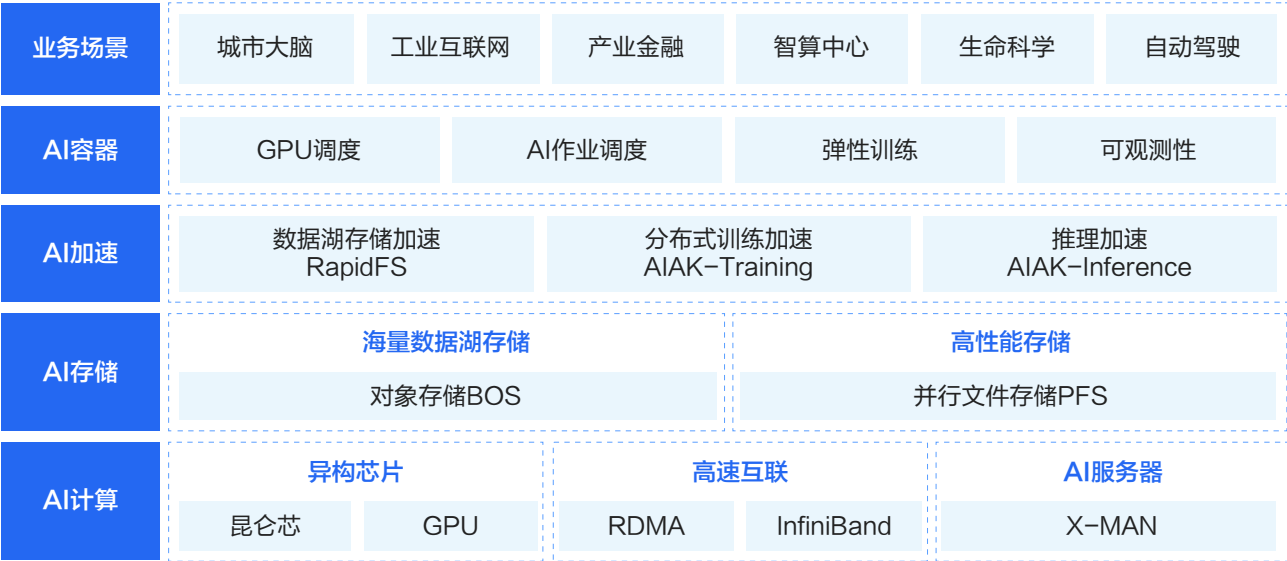 业务场景
城市大脑
工业互联网
产业金融
智算中心
生命科学
自动驾驶
AI容器
GPU调度
AI作业调度
弹性训练
可观测性
AI加速
数据湖存储加速
RapidFS
分布式训练加速
AIAK-Training
推理加速
AIAK-Inference
AI存储
海量数据湖存储
对象存储BOS
高性能存储
并行文件存储PFS
AI计算
异构芯片
昆仑芯
GPU
高速互联
RDMA
InfiniBand
AI服务器
X-MAN